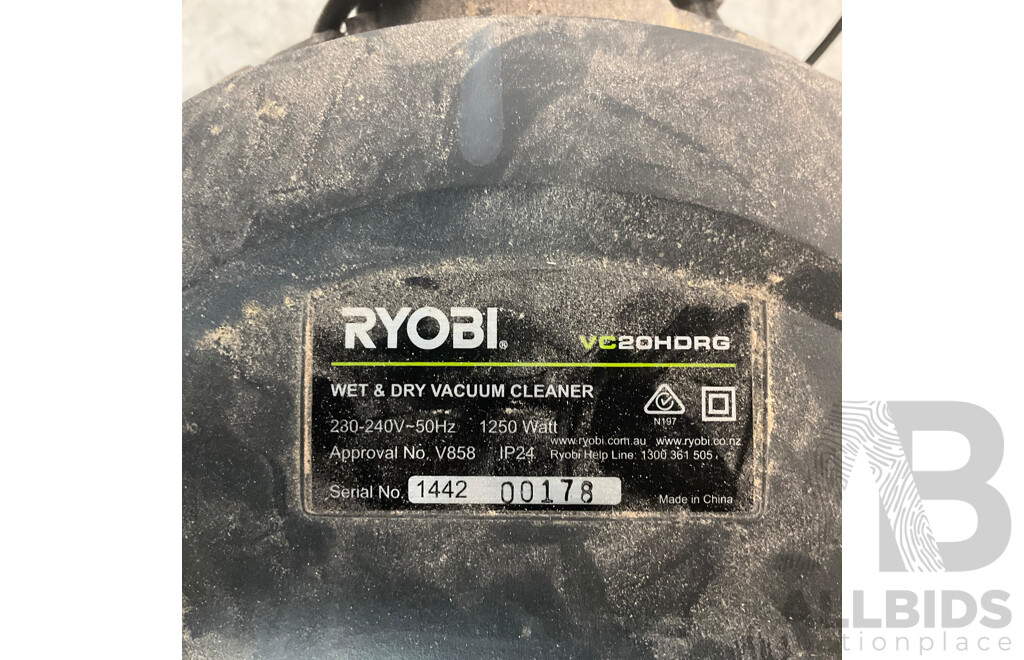 RYOBI®
VC20HDRG
WET & DRY VACUUM CLEANER
N197
230-240V~50Hz 1250 Watt
www.ryobi.com.au www.ryobi.co.nz
Approval No. V858 IP24 Ryobi Help Line: 1300 361 505
Serial No. 1442 00178 Made in China
AB
ALLBIDS
auctionplace